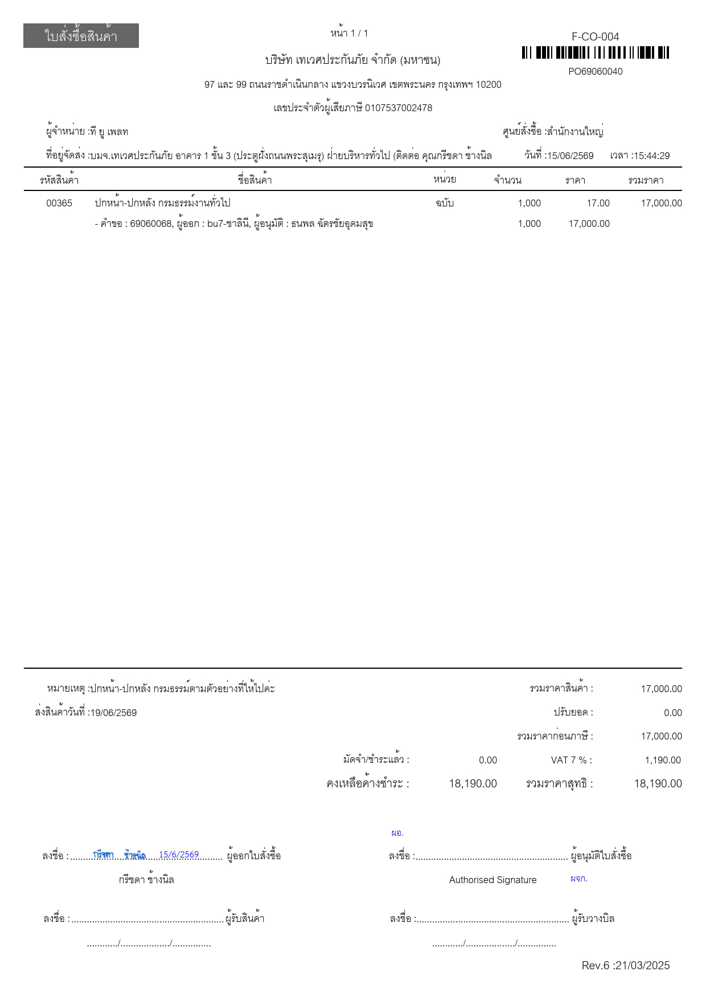 ใบสั่งซื้อสินค้า
หน้า 1 / 1
F-CO-004
บริษัท เทเวศประกันภัย จำกัด (มหาชน)
PO69060040
97 และ 99 ถนนราชดำเนินกลาง แขวงบวรนิเวศ เขตพระนคร กรุงเทพฯ 10200
เลขประจำตัวผู้เสียภาษี 0107537002478
ผู้จำหน่าย :ที ยู เพลท ศูนย์สั่งซื้อ :สำนักงานใหญ่
ที่อยู่จัดส่ง :บมจ.เทเวศประกันภัย อาคาร 1 ชั้น 3 (ประตูฝั่งถนนพระสุเมรุ) ฝ่ายบริหารทั่วไป (ติดต่อ คุณกรีชดา ช้างนิล วันที่ :15/06/2569 เวลา :15:44:29
รหัสสินค้า ชื่อสินค้า หน่วย จำนวน ราคา รวมราคา
00365 ปกหน้า-ปกหลัง กรมธรรม์งานทั่วไป ฉบับ 1,000 17.00 17,000.00
- คำขอ : 69060068, ผู้ออก : bu7-ชาลินี, ผู้อนุมัติ : ธนพล ฉัตรชัยอุดมสุข 1,000 17,000.00
หมายเหตุ :ปกหน้า-ปกหลัง กรมธรรม์ตามตัวอย่างที่ให้ไปค่ะ รวมราคาสินค้า : 17,000.00
ส่งสินค้าวันที่ :19/06/2569 ปรับยอด : 0.00
รวมราคาก่อนภาษี : 17,000.00
มัดจำ/ชำระแล้ว : 0.00 VAT 7 % : 1,190.00
คงเหลือค้างชำระ : 18,190.00 รวมราคาสุทธิ : 18,190.00
ผอ.
ลงชื่อ :.....กรีชดา ช้างนิล 15/6/2569..... ผู้ออกใบสั่งซื้อ ลงชื่อ :........................................................... ผู้อนุมัติใบสั่งซื้อ
กรีชดา ช้างนิล Authorised Signature ผจก.
ลงชื่อ :........................................................... ผู้รับสินค้า ลงชื่อ :........................................................... ผู้รับวางบิล
............/.................../............... ............/.................../...............
Rev.6 :21/03/2025